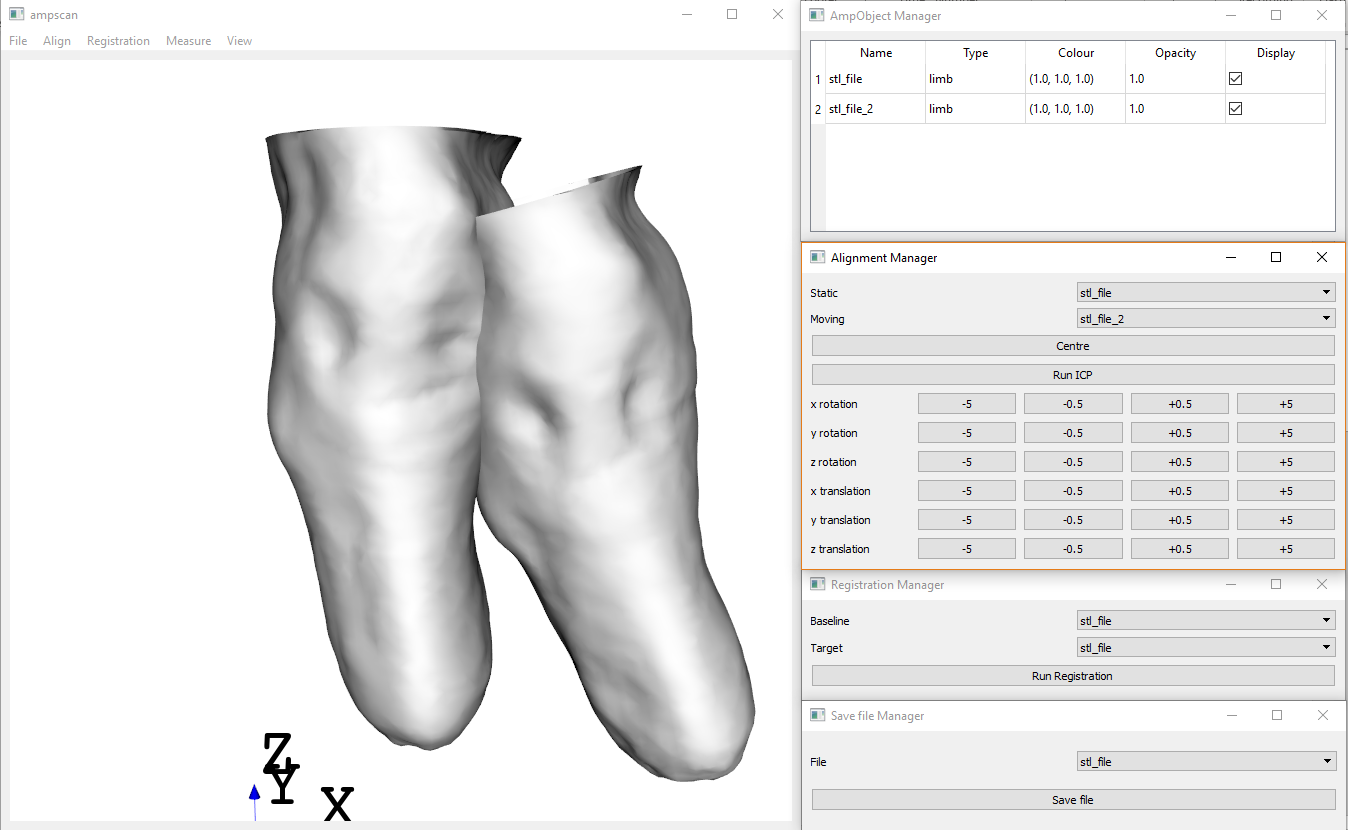 ampscan
File Align Registration Measure View
Z
Y
X
AmpObject Manager
Name Type Colour Opacity Display
1 stl_file limb (1.0, 1.0, 1.0) 1.0
2 stl_file_2 limb (1.0, 1.0, 1.0) 1.0
Alignment Manager
Static stl_file
Moving stl_file_2
Centre
Run ICP
x rotation -5 -0.5 +0.5 +5
y rotation -5 -0.5 +0.5 +5
z rotation -5 -0.5 +0.5 +5
x translation -5 -0.5 +0.5 +5
y translation -5 -0.5 +0.5 +5
z translation -5 -0.5 +0.5 +5
Registration Manager
Baseline stl_file
Target stl_file
Run Registration
Save file Manager
File stl_file
Save file